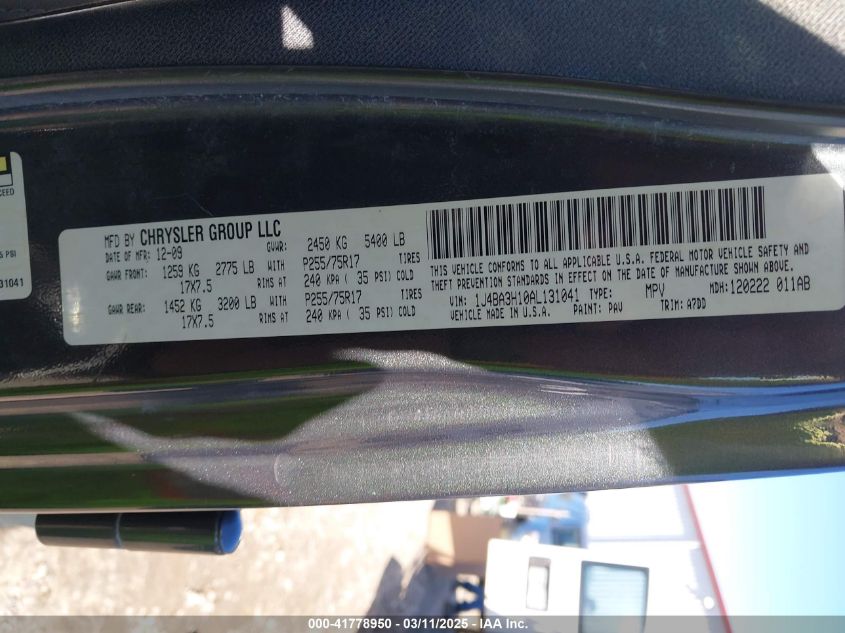 CEED
5 PSI
31041
MFD BY CHRYSLER GROUP LLC
DATE OF MFR: 12-09 GVWR: 2450 KG 5400 LB
GAWR FRONT: 1259 KG 2775 LB WITH P255/75R17 TIRES
17X7.5 RIMS AT 240 KPA ( 35 PSI) COLD
GAWR REAR: 1452 KG 3200 LB WITH P255/75R17 TIRES
17X7.5 RIMS AT 240 KPA ( 35 PSI) COLD
THIS VEHICLE CONFORMS TO ALL APPLICABLE U.S.A. FEDERAL MOTOR VEHICLE SAFETY AND
THEFT PREVENTION STANDARDS IN EFFECT ON THE DATE OF MANUFACTURE SHOWN ABOVE.
VIN: 1J4BA3H10AL131041 TYPE: MPV MDH: 120222 011AB
VEHICLE MADE IN U.S.A. PAINT: PAV TRIM: A7DD
000-41778950 - 03/11/2025 - IAA Inc.